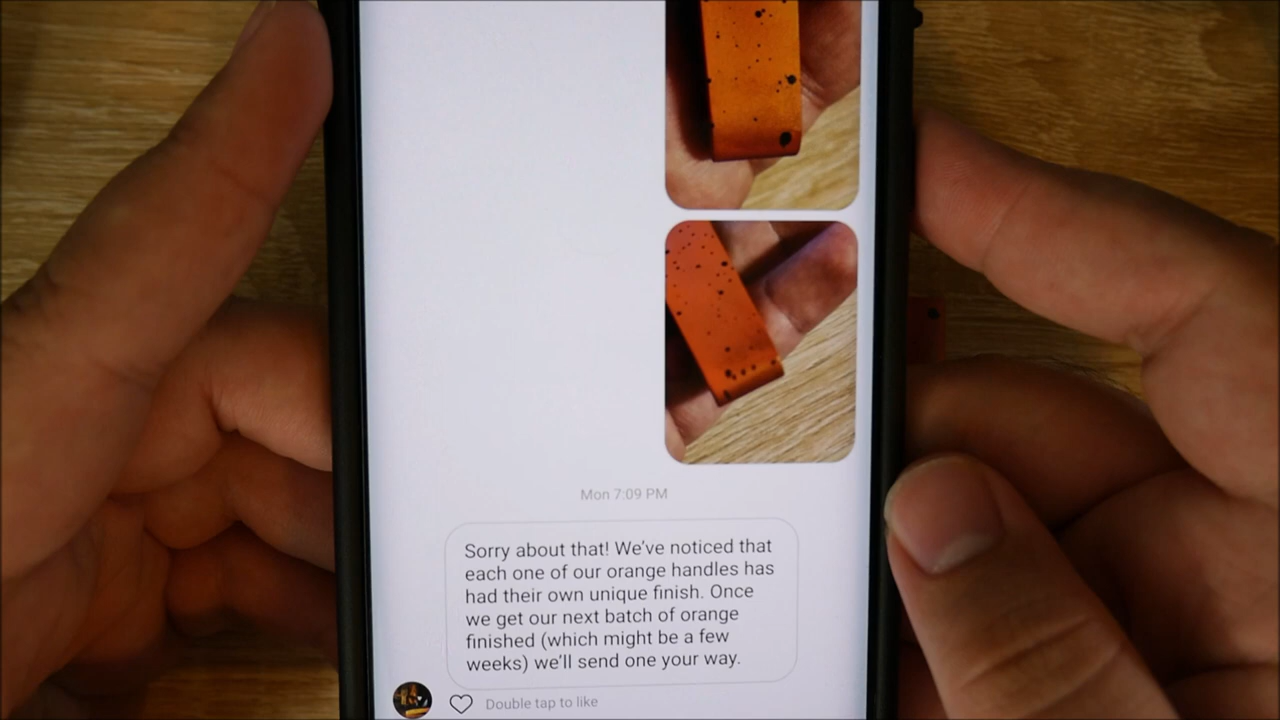 Mon 7:09 PM
Sorry about that! We've noticed that
each one of our orange handles has
had their own unique finish. Once
we get our next batch of orange
finished (which might be a few
weeks) we'll send one your way.
Double tap to like